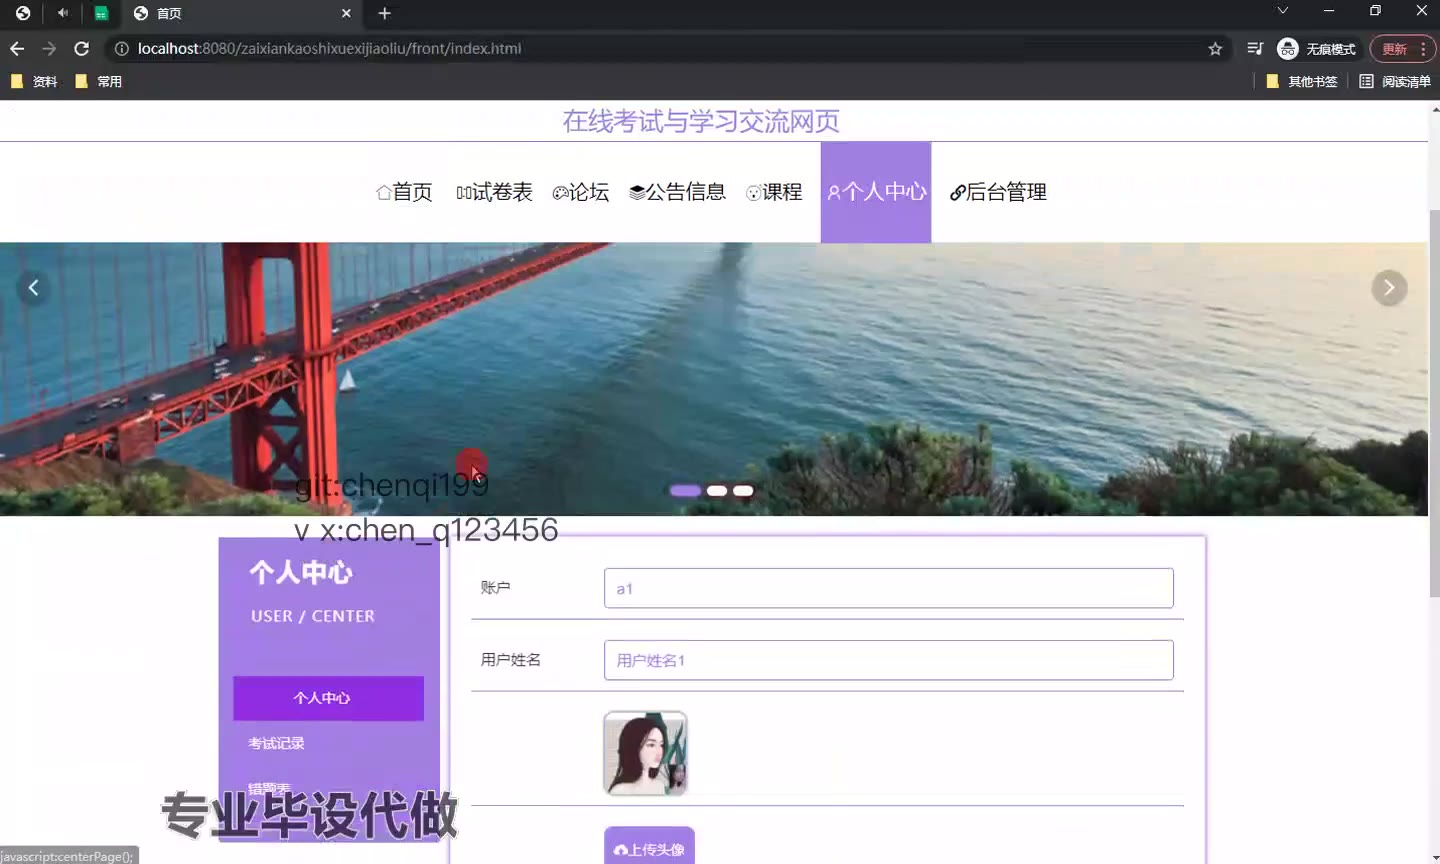 首页
localhost:8080/zaixiankaoshixuexijiaoliu/front/index.html
无痕模式
更新
资料
常用
其他书签
阅读清单
在线考试与学习交流网页
首页
试卷表
论坛
公告信息
课程
个人中心
后台管理
git:chenqi199
v x:chen_q123456
个人中心
USER / CENTER
个人中心
考试记录
错题表
专业毕设代做
账户
a1
用户姓名
用户姓名1
上传头像
javascript:centerPage();